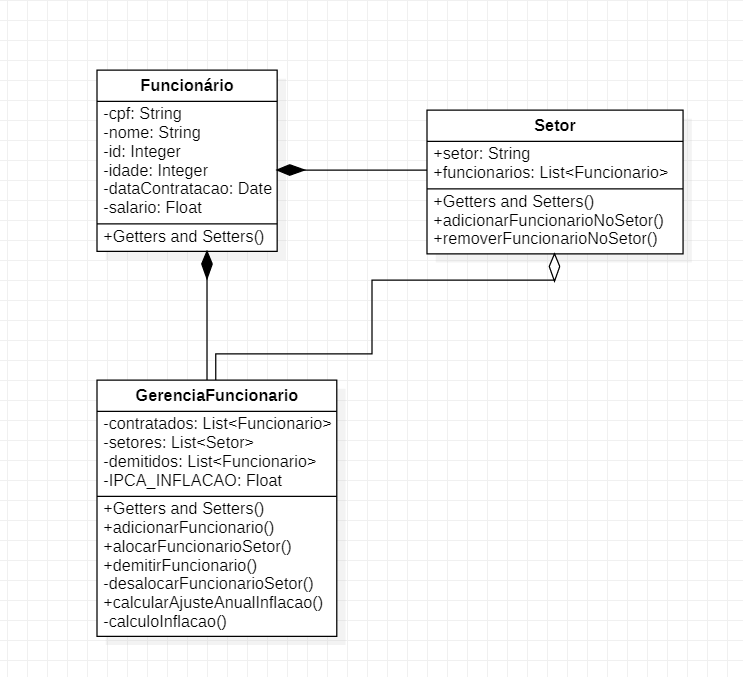 Funcionário
-cpf: String
-nome: String
-id: Integer
-idade: Integer
-dataContratacao: Date
-salario: Float
+Getters and Setters()
Setor
+setor: String
+funcionarios: List<Funcionario>
+Getters and Setters()
+adicionarFuncionarioNoSetor()
+removerFuncionarioNoSetor()
GerenciaFuncionario
-contratados: List<Funcionario>
-setores: List<Setor>
-demitidos: List<Funcionario>
-IPCA_INFLACAO: Float
+Getters and Setters()
+adicionarFuncionario()
+alocarFuncionarioSetor()
+demitirFuncionario()
-desalocarFuncionarioSetor()
+calcularAjusteAnualInflacao()
-calculoInflacao()